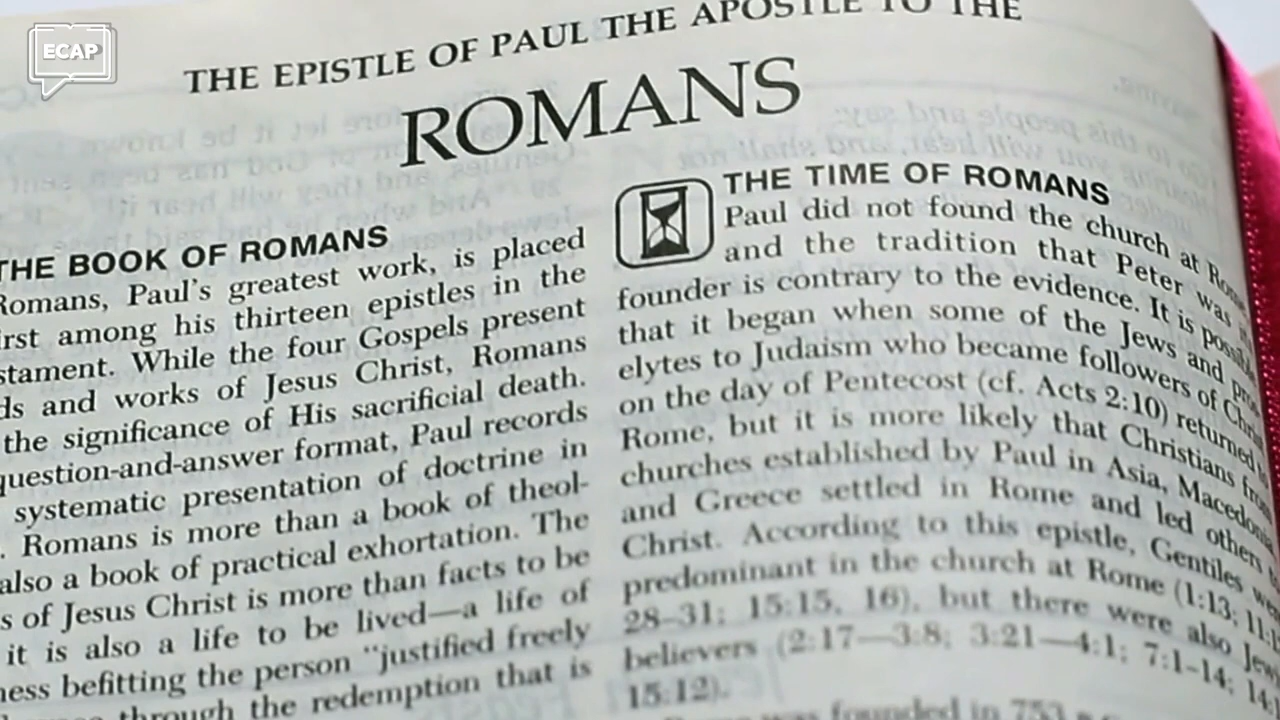 ECAP
THE EPISTLE OF PAUL THE APOSTLE TO THE
ROMANS
THE BOOK OF ROMANS
Romans, Paul's greatest work, is placed
among his thirteen epistles in the
While the four Gospels present
and works of Jesus Christ, Romans
the significance of His sacrificial death.
question-and-answer format, Paul records
systematic presentation of doctrine in
. Romans is more than a book of theol-
also a book of practical exhortation. The
of Jesus Christ is more than facts to be
it is also a life to be lived—a life of
befitting the person "justified freely
through the redemption that is
THE TIME OF ROMANS
Paul did not found the church at
and the tradition that Peter was
founder is contrary to the evidence. It is possible
that it began when some of the Jews and
elytes to Judaism who became followers of
on the day of Pentecost (cf. Acts 2:10) returned
Rome, but it is more likely that Christians
churches established by Paul in Asia,
and Greece settled in Rome and led others
Christ. According to this epistle, Gentiles
predominant in the church at Rome (1:13;
28–31; 15:15, 16), but there were also
believers (2:17—3:8; 3:21—4:1; 7:1–14;
15:12).
was founded in 753